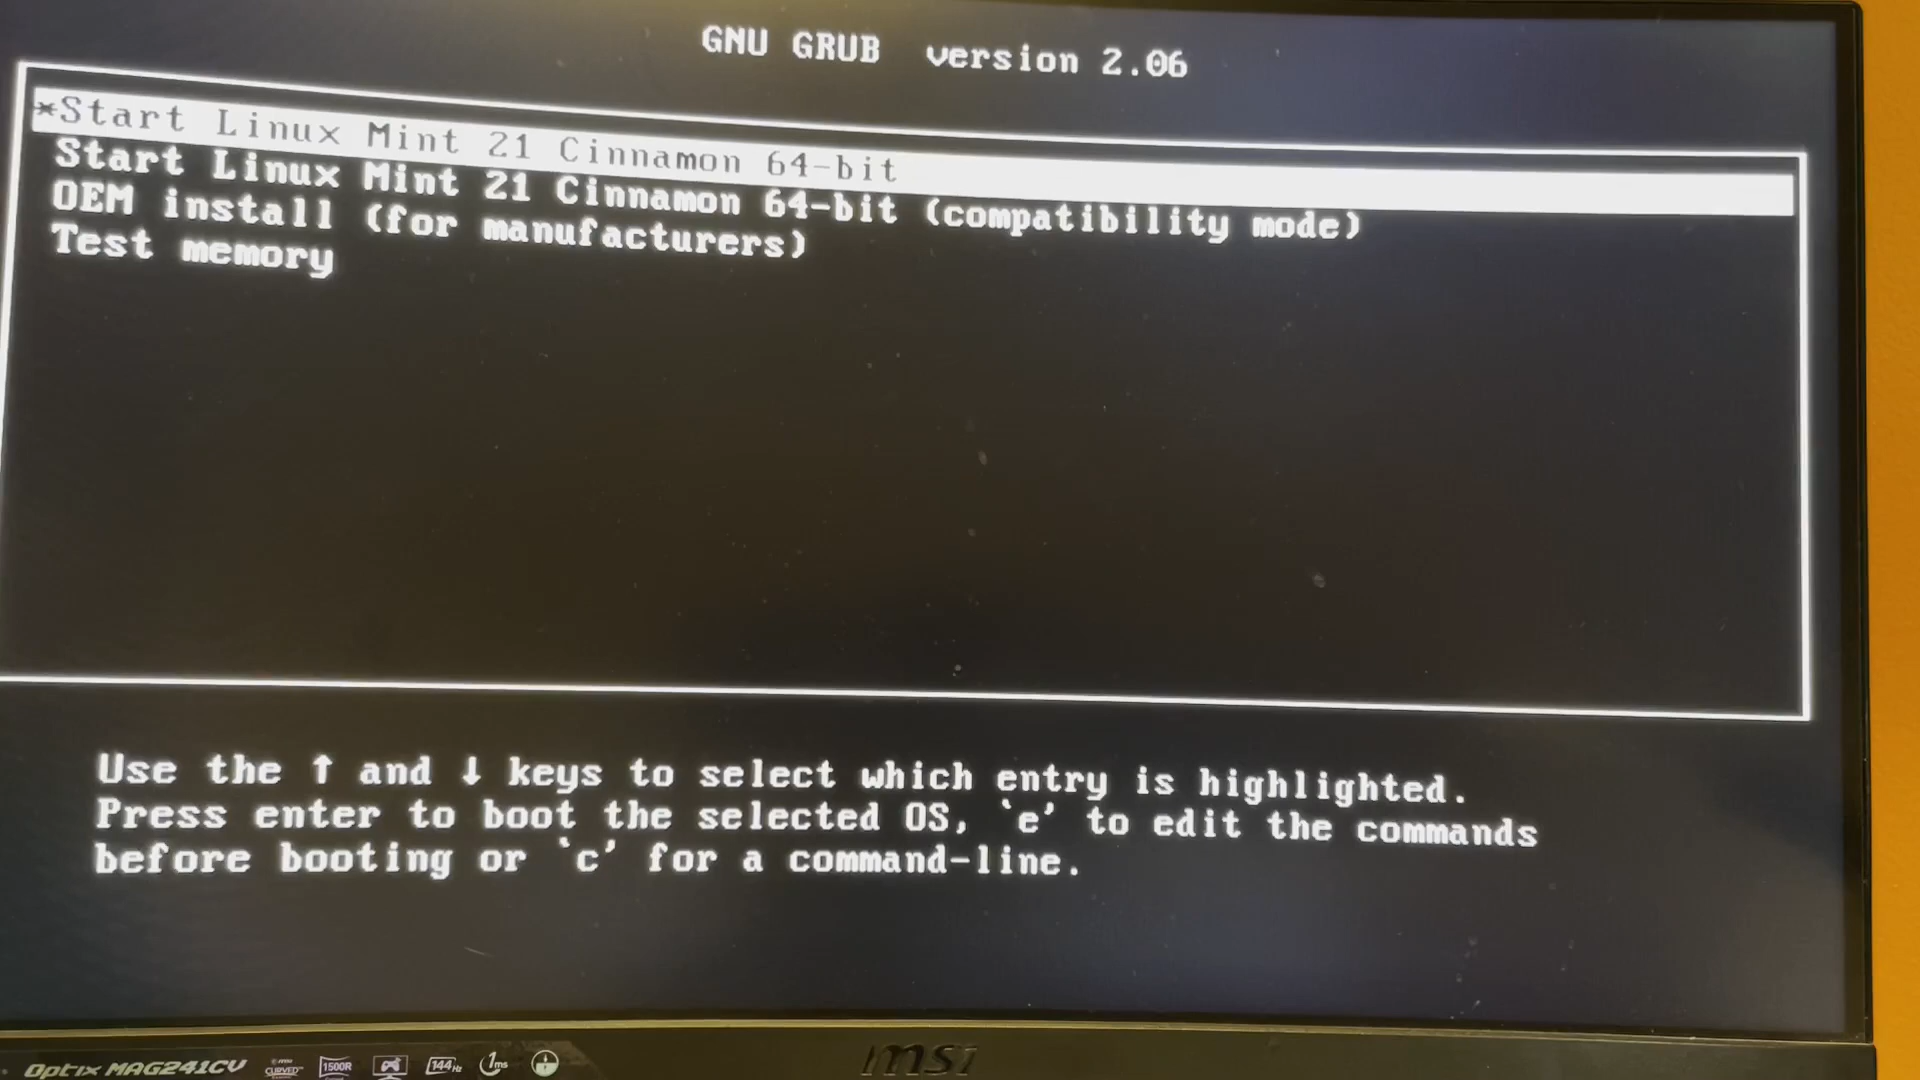 GNU GRUB version 2.06
*Start Linux Mint 21 Cinnamon 64-bit
Start Linux Mint 21 Cinnamon 64-bit (compatibility mode)
OEM install (for manufacturers)
Test memory
Use the ↑ and ↓ keys to select which entry is highlighted.
Press enter to boot the selected OS, `e' to edit the commands
before booting or `c' for a command-line.
Optix MAG241CV CURVED 1500R 144Hz 1ms
msi